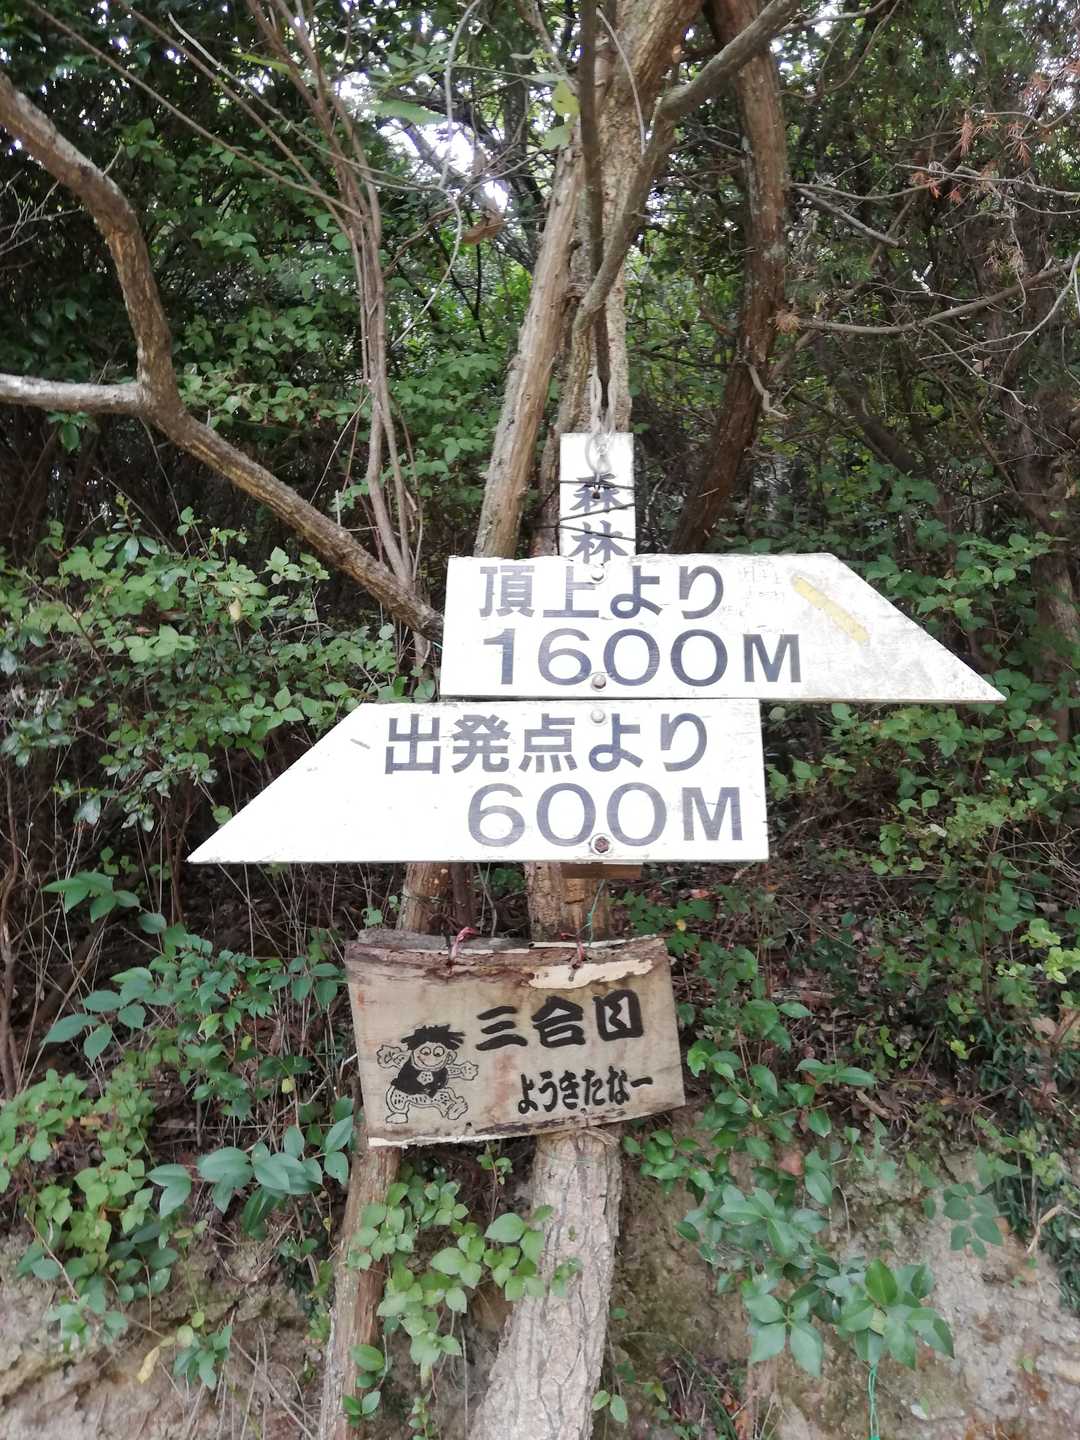 森林
頂上より
1600M
出発点より
600M
三合目
ようきたなー